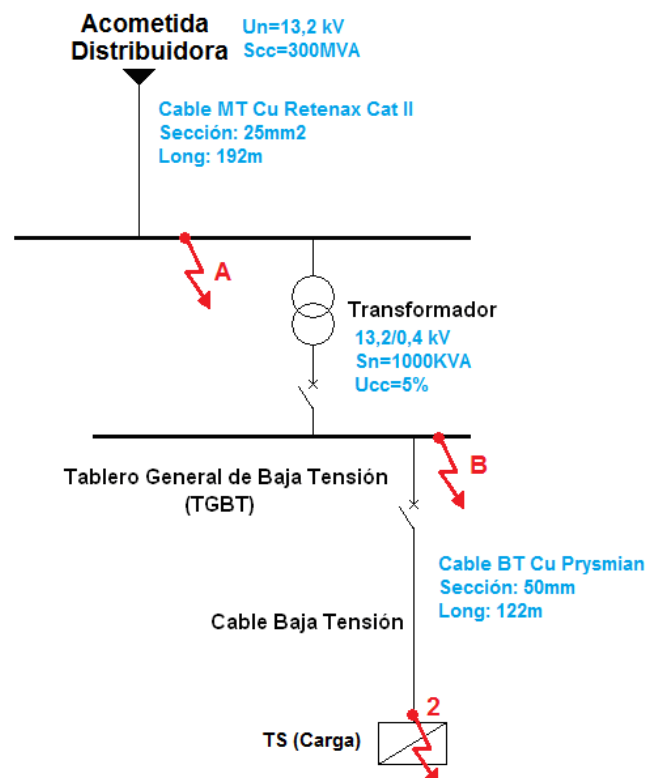 Acometida
Distribuidora
Un=13,2 kV
Scc=300MVA
Cable MT Cu Retenax Cat II
Sección: 25mm2
Long: 192m
A
Transformador
13,2/0,4 kV
Sn=1000KVA
Ucc=5%
B
Tablero General de Baja Tensión
(TGBT)
Cable BT Cu Prysmian
Sección: 50mm
Long: 122m
Cable Baja Tensión
2
TS (Carga)